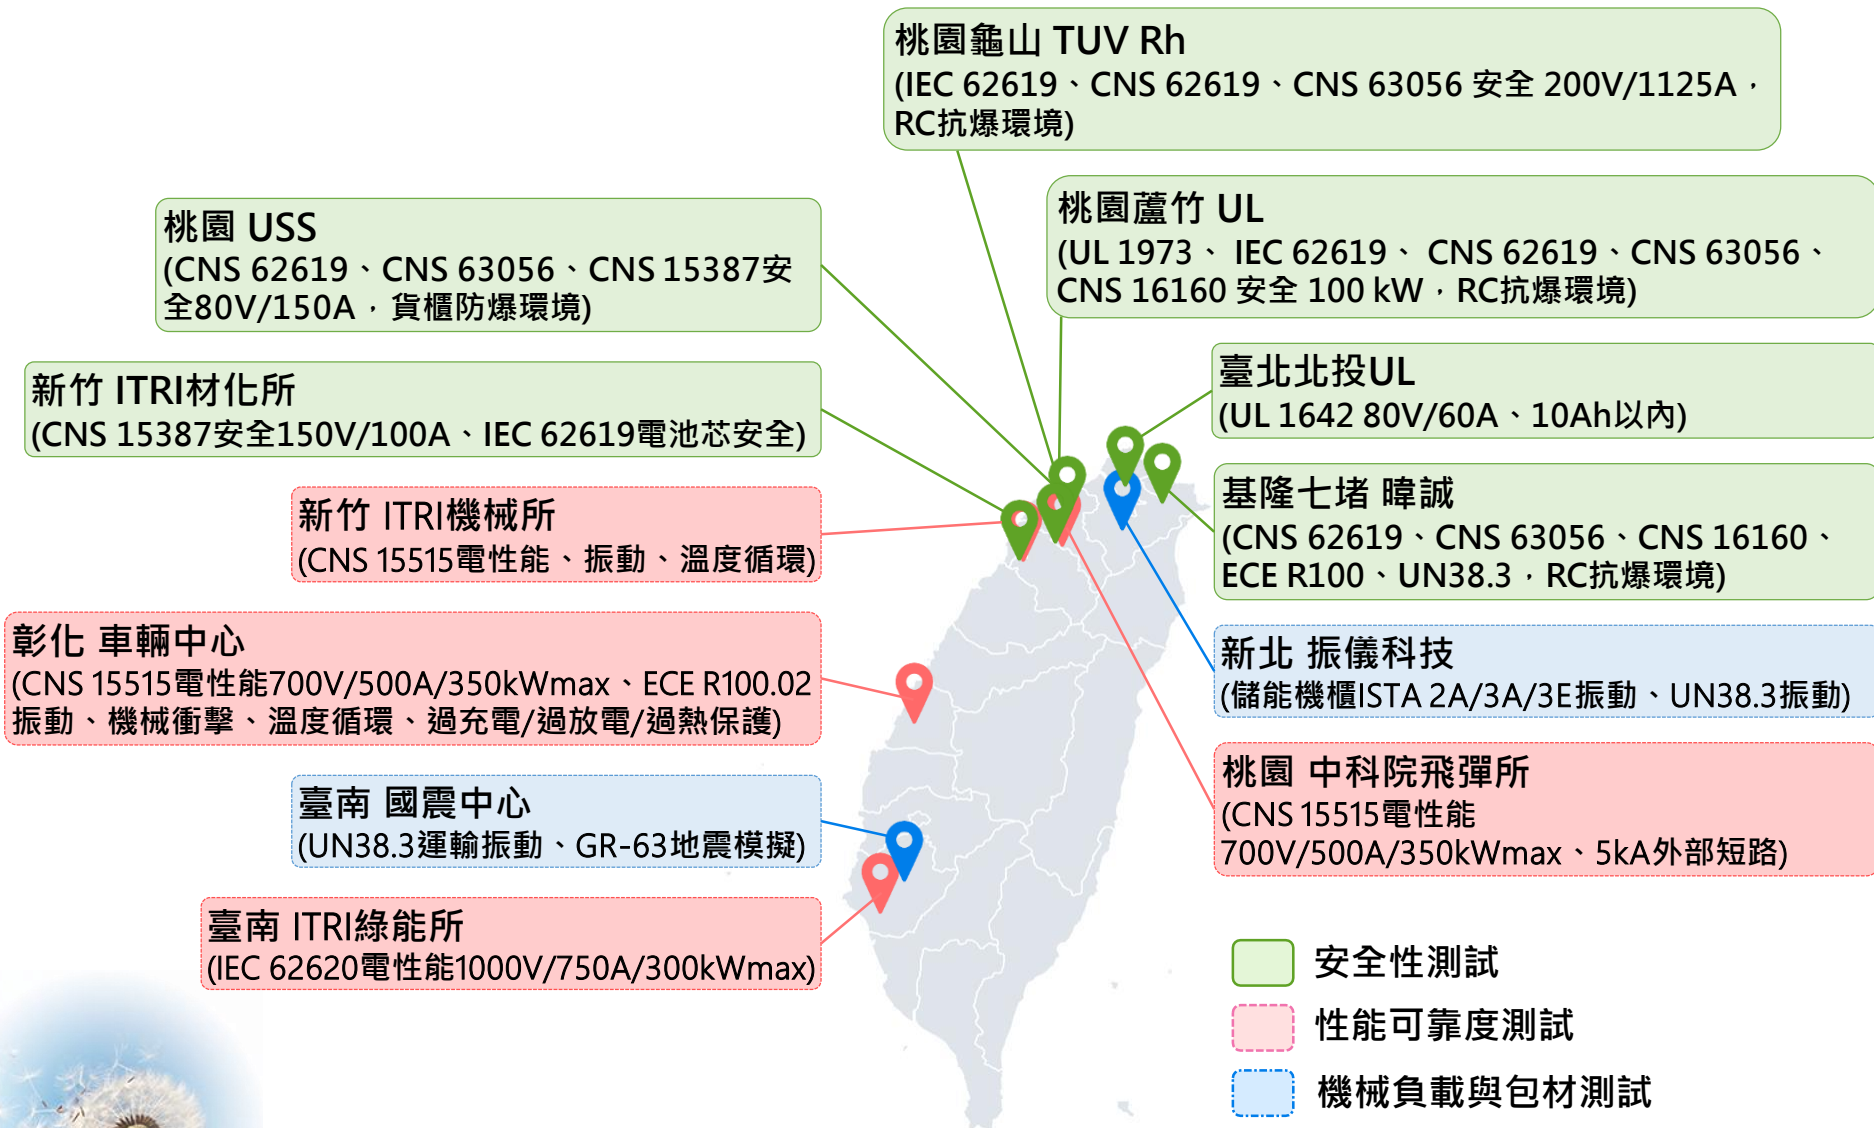 桃園龜山 TUV Rh
(IEC 62619、CNS 62619、CNS 63056 安全 200V/1125A，
RC抗爆環境)
桃園 USS
(CNS 62619、CNS 63056、CNS 15387安
全80V/150A，貨櫃防爆環境)
桃園蘆竹 UL
(UL 1973、 IEC 62619、 CNS 62619、CNS 63056、
CNS 16160 安全 100 kW，RC抗爆環境)
新竹 ITRI材化所
(CNS 15387安全150V/100A、IEC 62619電池芯安全)
臺北北投UL
(UL 1642 80V/60A、10Ah以內)
新竹 ITRI機械所
(CNS 15515電性能、振動、溫度循環)
基隆七堵 暐誠
(CNS 62619、CNS 63056、CNS 16160、
ECE R100、UN38.3，RC抗爆環境)
彰化 車輛中心
(CNS 15515電性能700V/500A/350kWmax、ECE R100.02
振動、機械衝擊、溫度循環、過充電/過放電/過熱保護)
新北 振儀科技
(儲能機櫃ISTA 2A/3A/3E振動、UN38.3振動)
臺南 國震中心
(UN38.3運輸振動、GR-63地震模擬)
桃園 中科院飛彈所
(CNS 15515電性能
700V/500A/350kWmax、5kA外部短路)
臺南 ITRI綠能所
(IEC 62620電性能1000V/750A/300kWmax)
安全性測試
性能可靠度測試
機械負載與包材測試